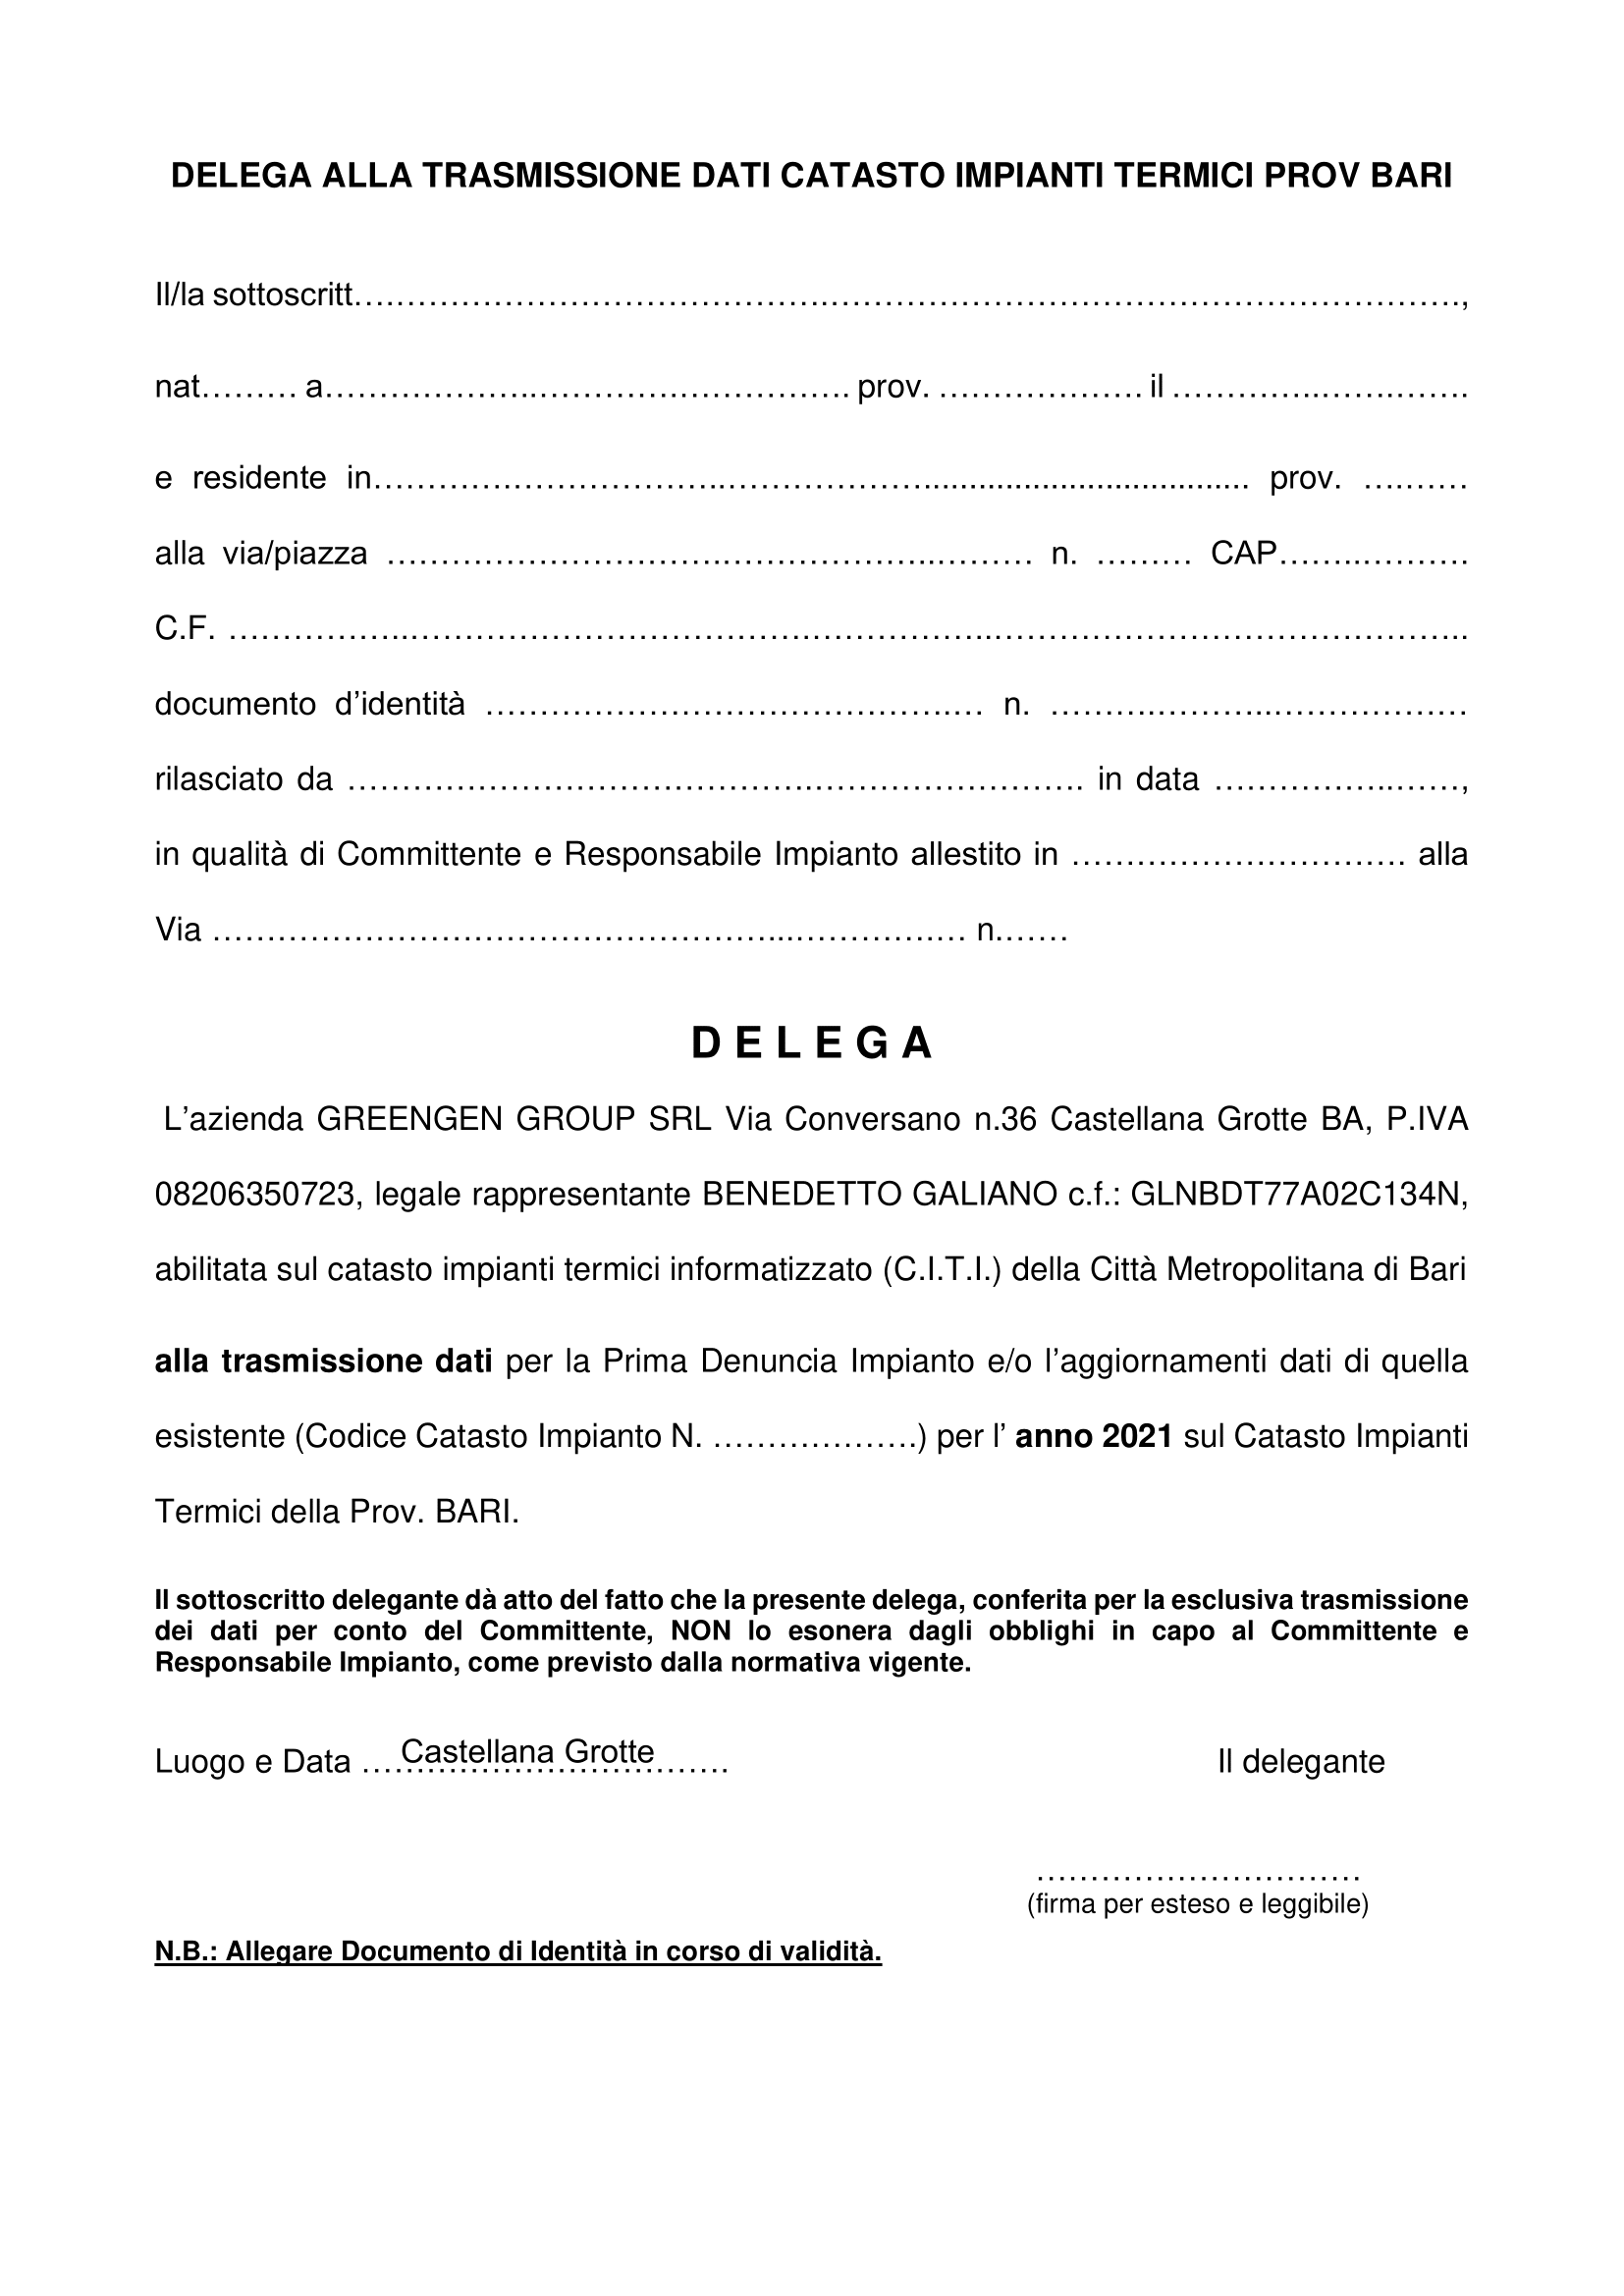 DELEGA ALLA TRASMISSIONE DATI CATASTO IMPIANTI TERMICI PROV BARI
Il/la sottoscritt……………………………………………………………………………………………,
nat……… a………………………………………… prov. ………………. il ……………………….
e residente in………………………………………………............................... prov. ……….
alla via/piazza …………………………………………………… n. ……… CAP………………
C.F. ……………………………………………………………………………………………………..
documento d’identità ……………………………………… n. …………………………………
rilasciato da …………………………………………………………. in data …………………..,
in qualità di Committente e Responsabile Impianto allestito in …………………………. alla
Via …………………………………………………………… n.……
D E L E G A
L’azienda GREENGEN GROUP SRL Via Conversano n.36 Castellana Grotte BA, P.IVA
08206350723, legale rappresentante BENEDETTO GALIANO c.f.: GLNBDT77A02C134N,
abilitata sul catasto impianti termici informatizzato (C.I.T.I.) della Città Metropolitana di Bari
alla trasmissione dati per la Prima Denuncia Impianto e/o l’aggiornamenti dati di quella
esistente (Codice Catasto Impianto N. ……………….) per l’ anno 2021 sul Catasto Impianti
Termici della Prov. BARI.
Il sottoscritto delegante dà atto del fatto che la presente delega, conferita per la esclusiva trasmissione
dei dati per conto del Committente, NON lo esonera dagli obblighi in capo al Committente e
Responsabile Impianto, come previsto dalla normativa vigente.
Luogo e Data …Castellana Grotte……. Il delegante
…………………………
(firma per esteso e leggibile)
N.B.: Allegare Documento di Identità in corso di validità.